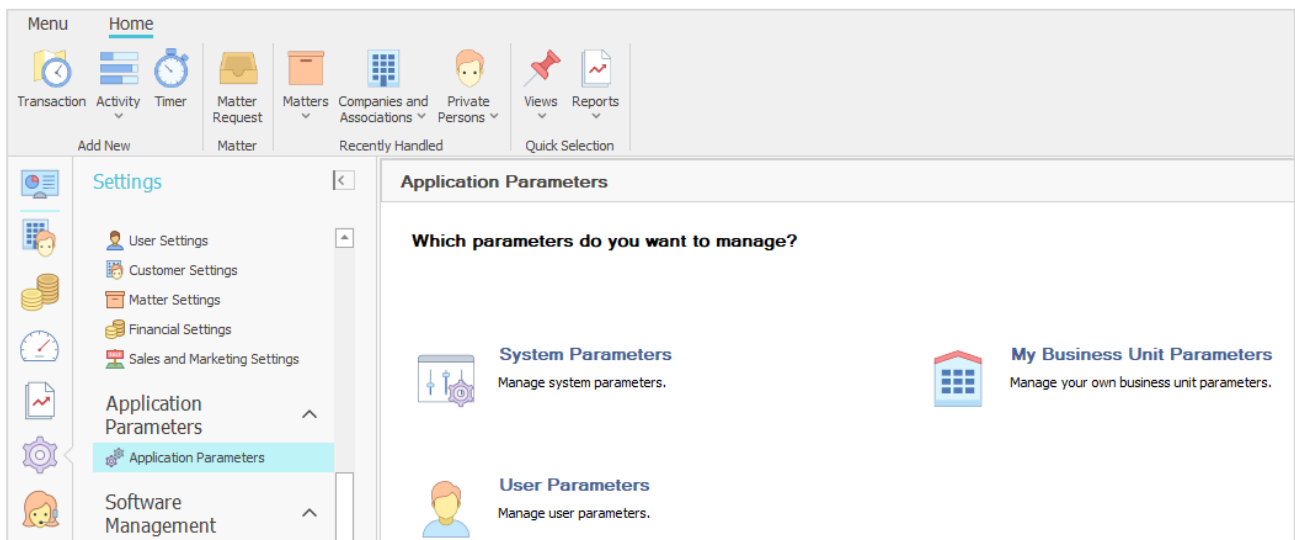 Menu Home
Transaction Activity Timer Matter Request Matters Companies and Associations Private Persons Views Reports
Add New Matter Recently Handled Quick Selection
Settings
User Settings
Customer Settings
Matter Settings
Financial Settings
Sales and Marketing Settings
Application
Parameters
Application Parameters
Software
Management
Application Parameters
Which parameters do you want to manage?
System Parameters
Manage system parameters.
My Business Unit Parameters
Manage your own business unit parameters.
User Parameters
Manage user parameters.